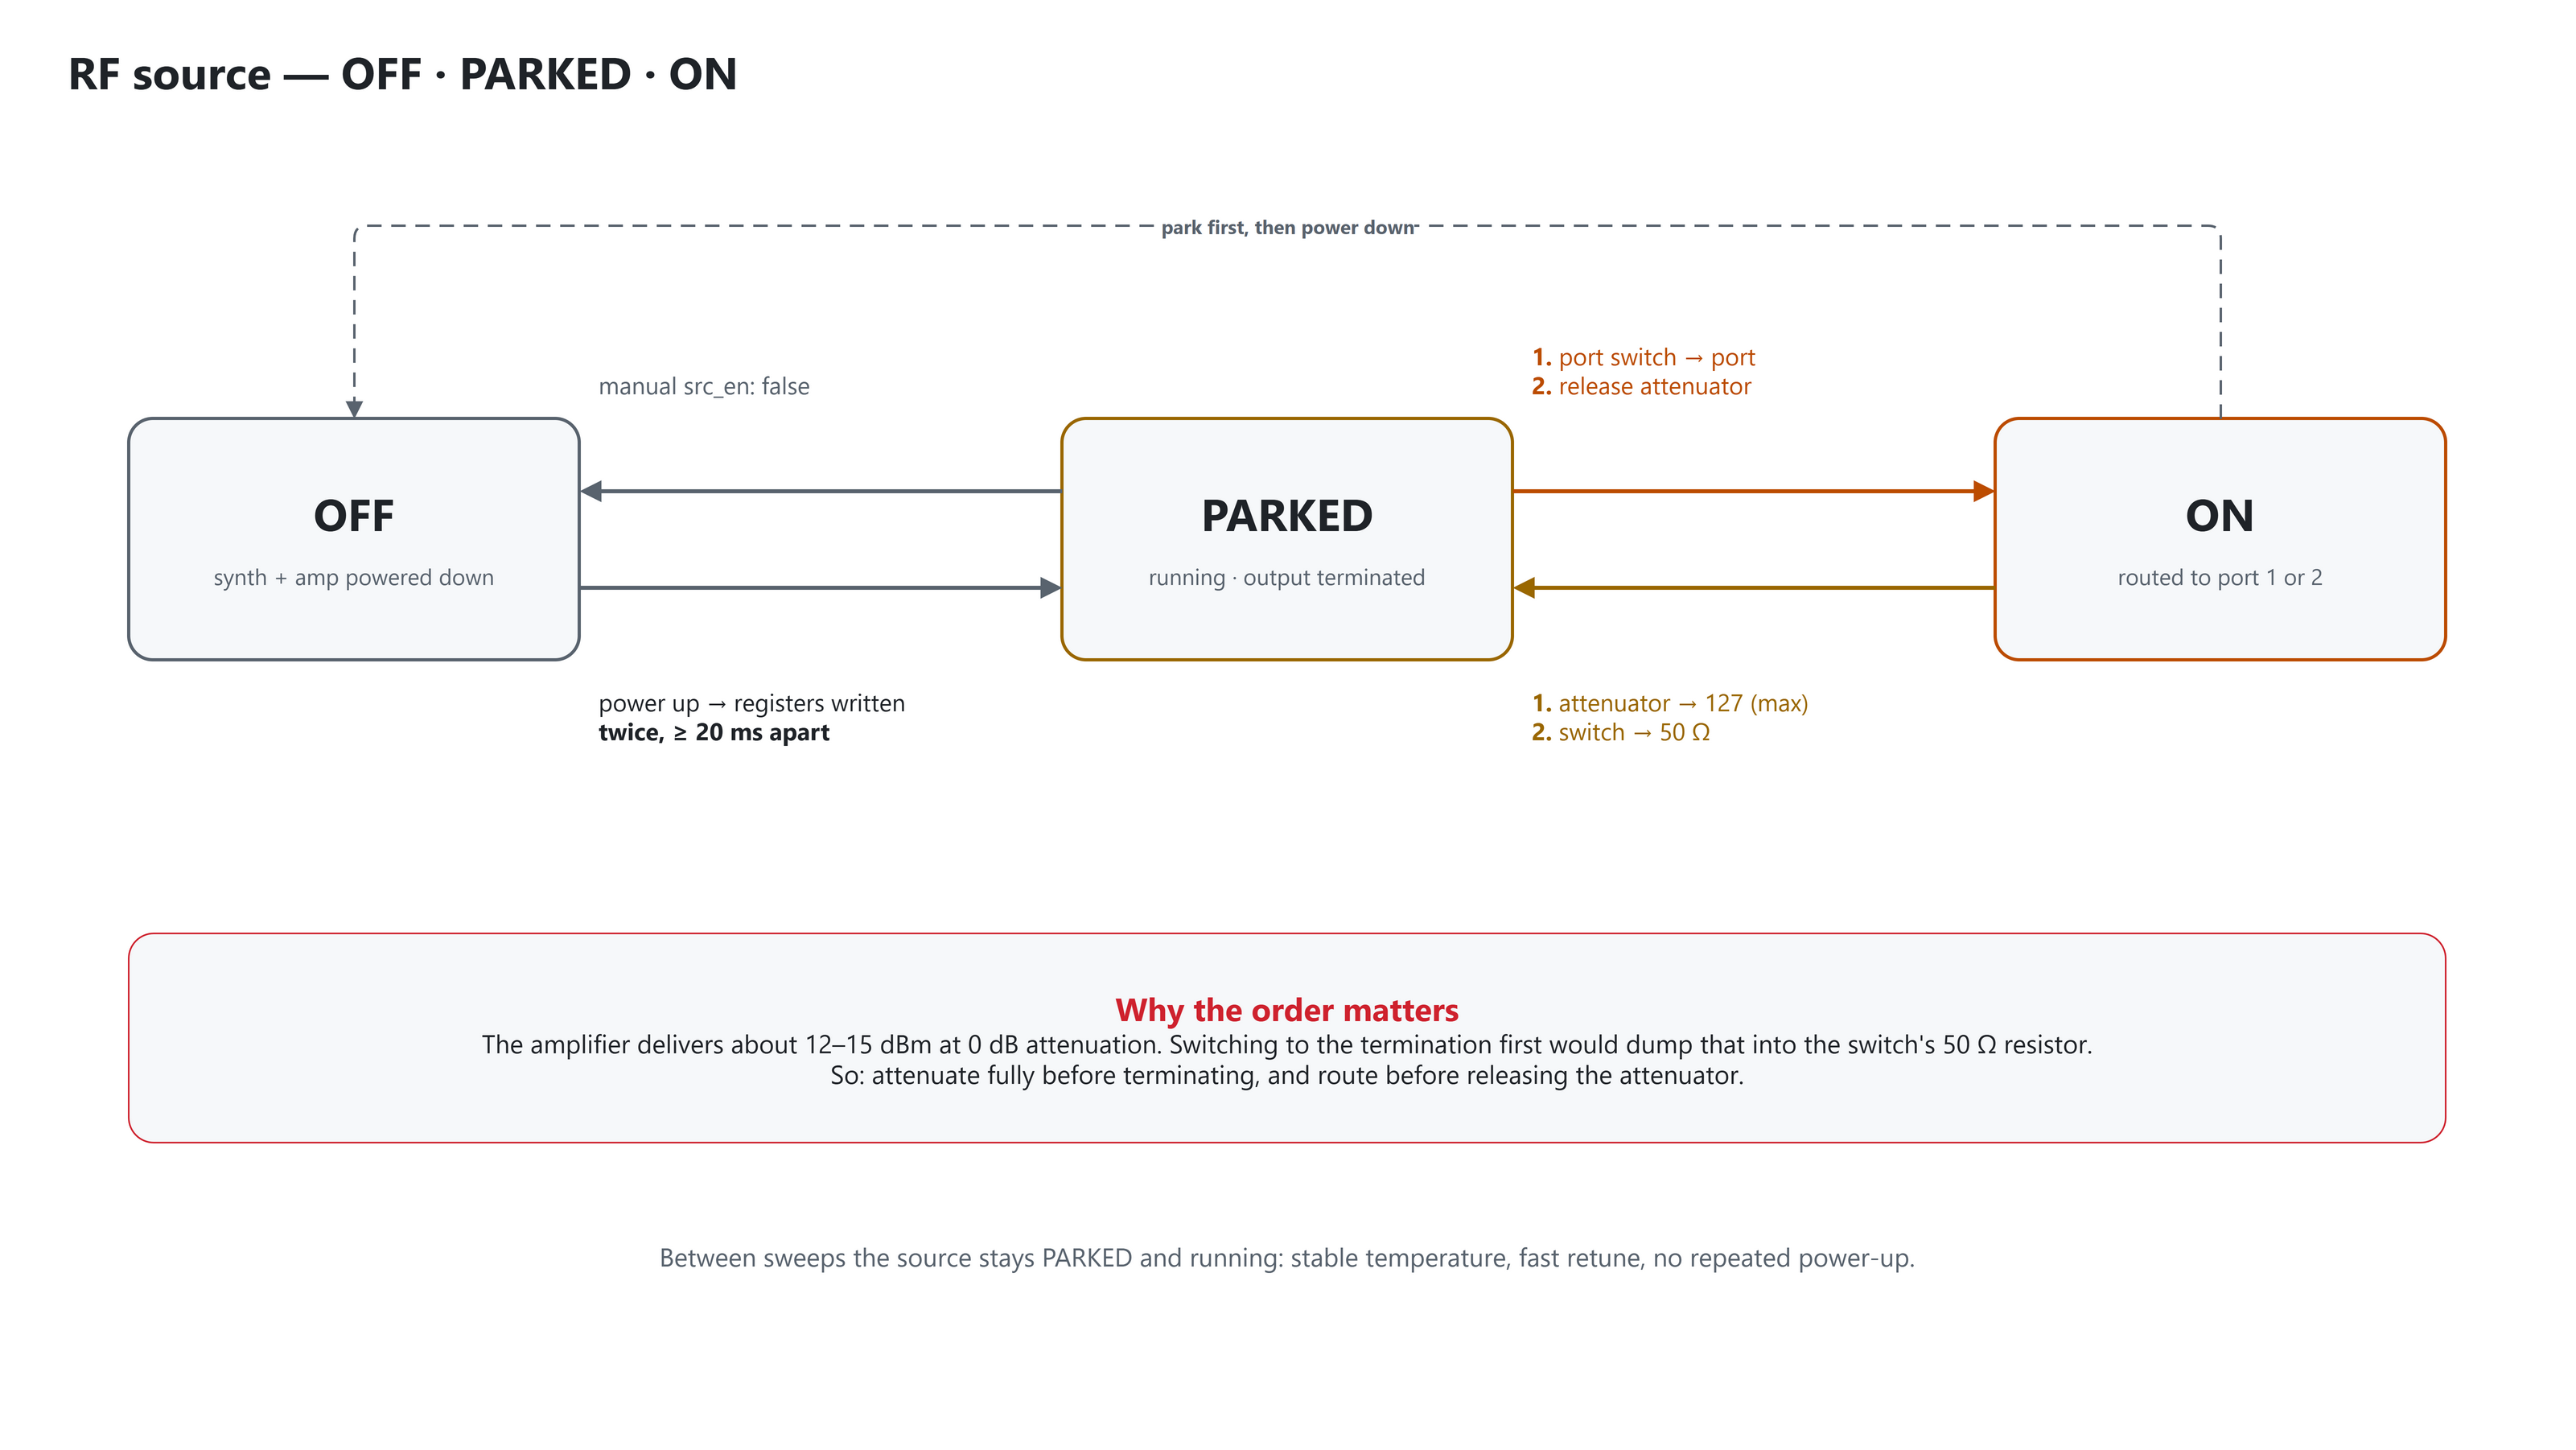 RF source — OFF · PARKED · ON
park first, then power down
manual src_en: false
1. port switch → port
2. release attenuator
OFF
synth + amp powered down
PARKED
running · output terminated
ON
routed to port 1 or 2
power up → registers written
twice, ≥ 20 ms apart
1. attenuator → 127 (max)
2. switch → 50 Ω
Why the order matters
The amplifier delivers about 12–15 dBm at 0 dB attenuation. Switching to the termination first would dump that into the switch's 50 Ω resistor.
So: attenuate fully before terminating, and route before releasing the attenuator.
Between sweeps the source stays PARKED and running: stable temperature, fast retune, no repeated power-up.